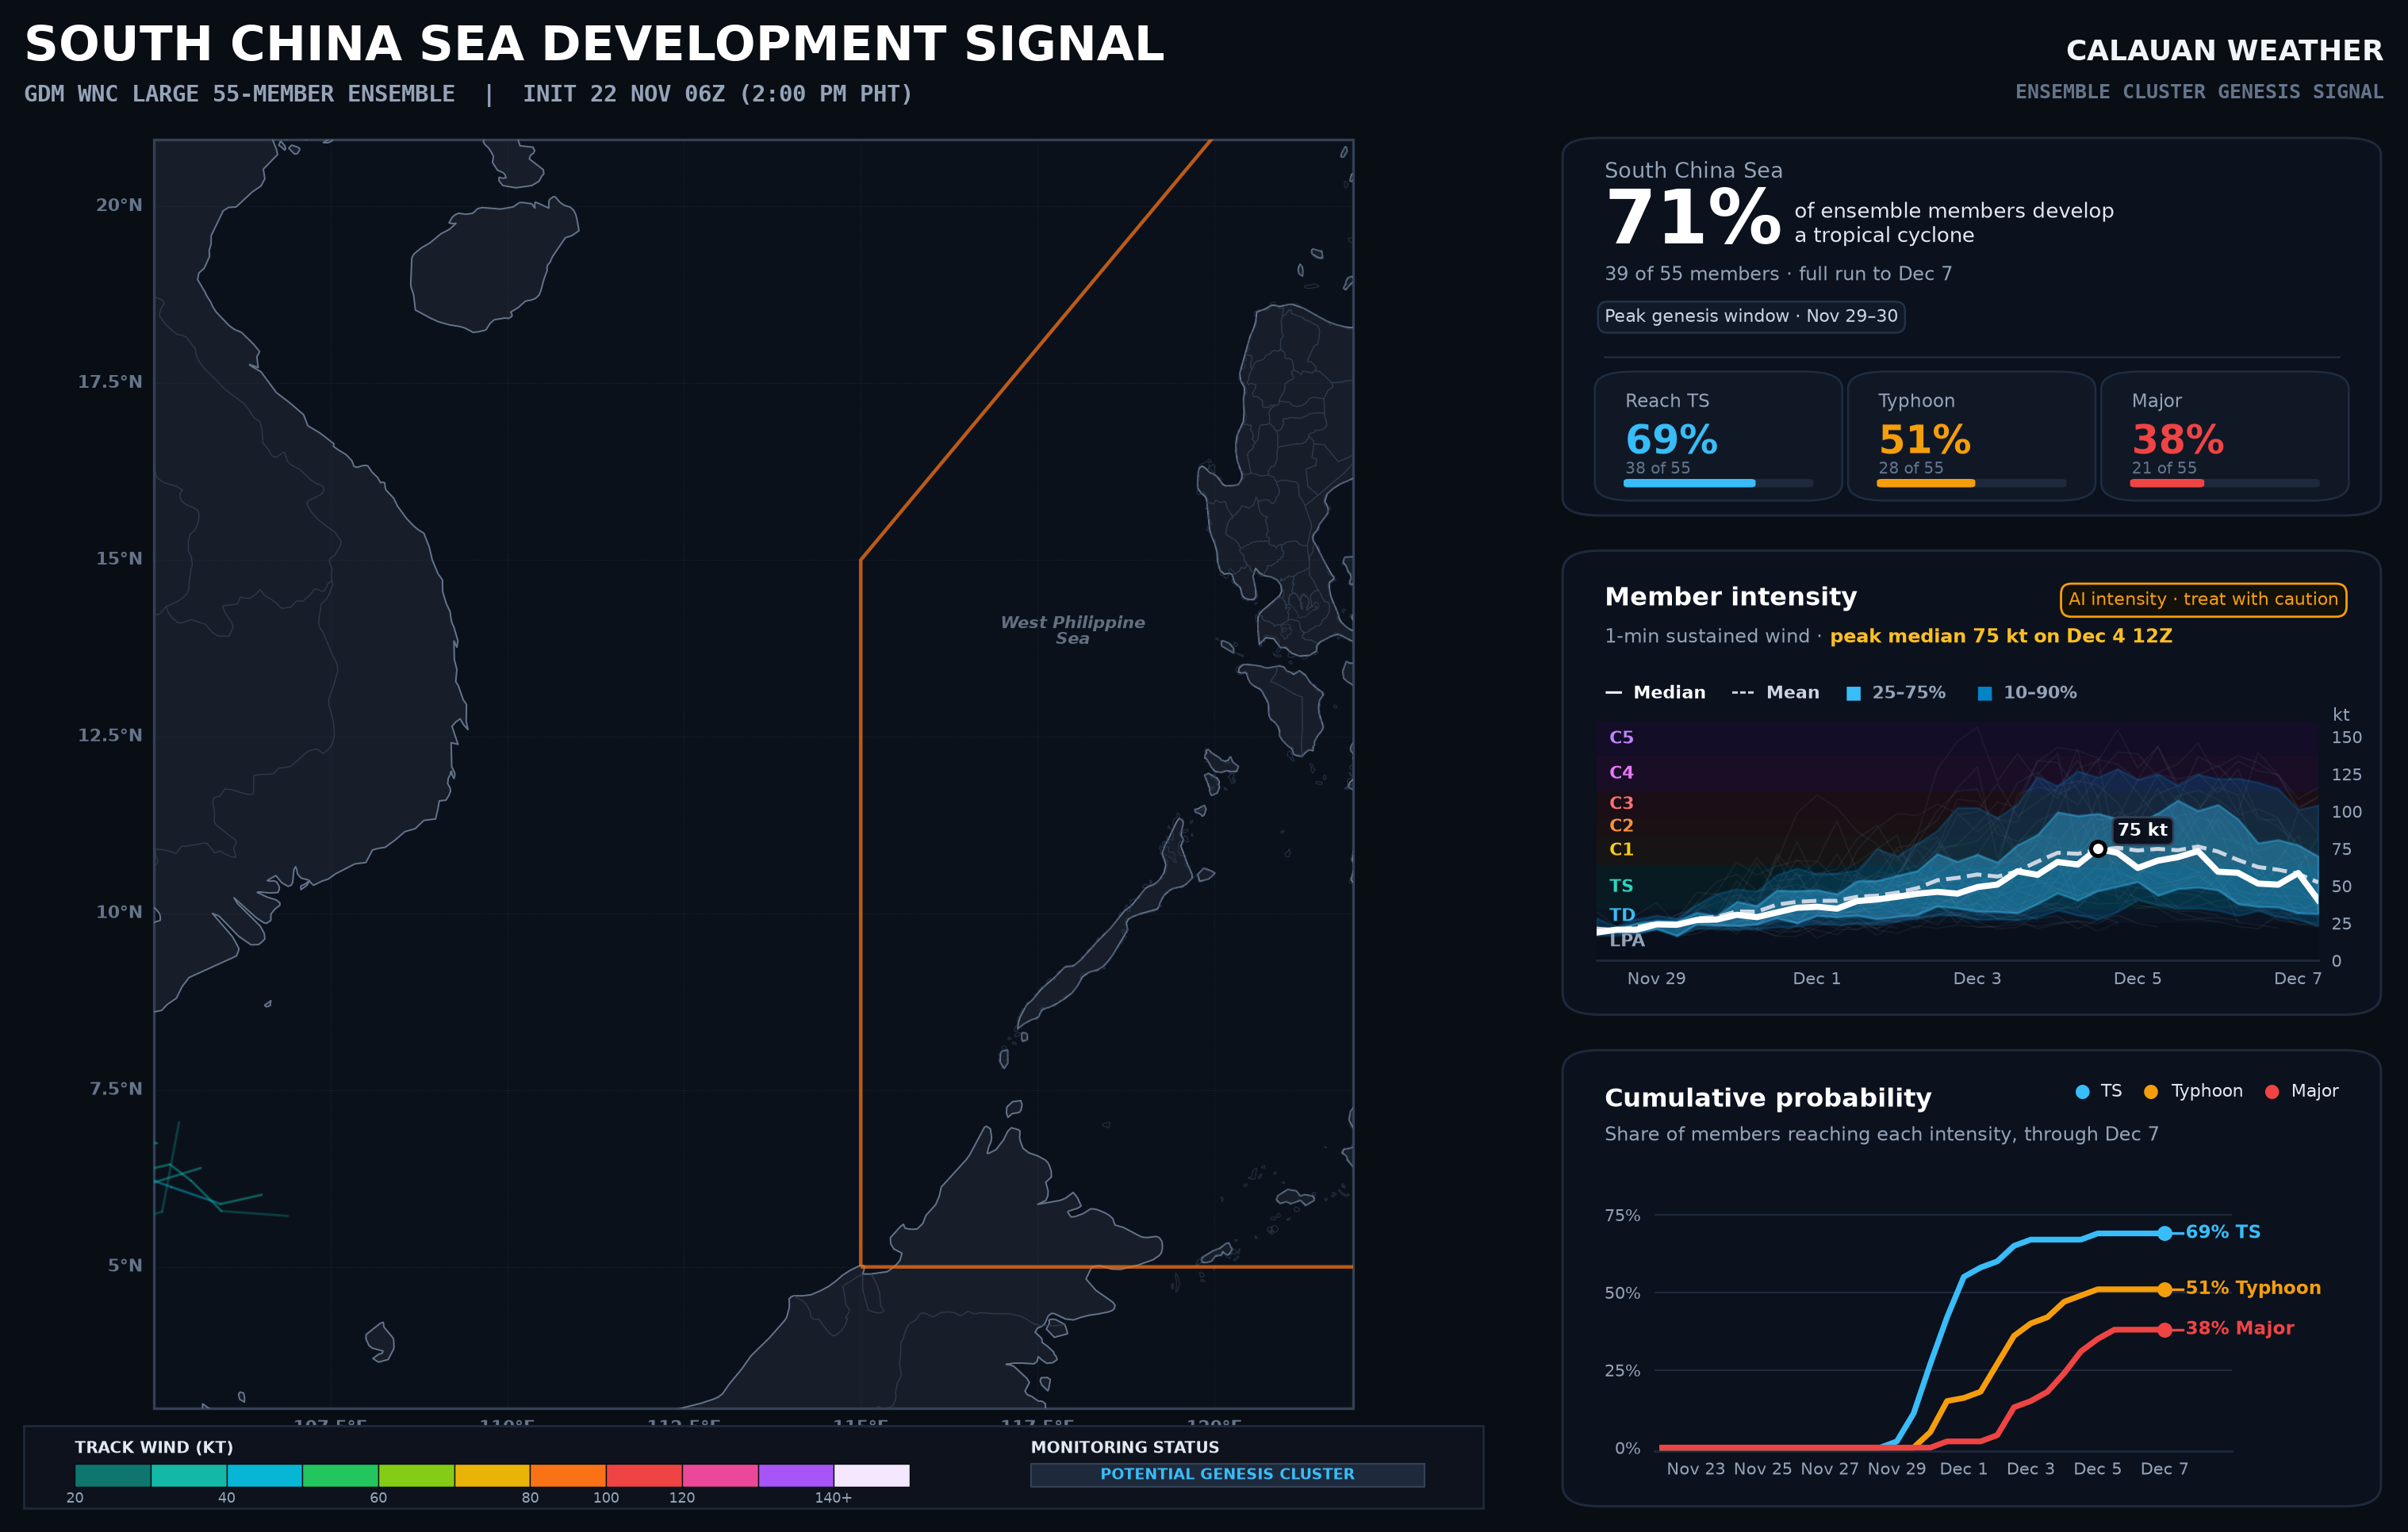 SOUTH CHINA SEA DEVELOPMENT SIGNAL
GDM WNC LARGE 55-MEMBER ENSEMBLE | INIT 22 NOV 06Z (2:00 PM PHT)
CALAUAN WEATHER
ENSEMBLE CLUSTER GENESIS SIGNAL
20°N
17.5°N
15°N
12.5°N
10°N
7.5°N
5°N
West Philippine
Sea
107.5°E 110°E 112.5°E 115°E 117.5°E 120°E
TRACK WIND (KT)
20 40 60 80 100 120 140+
MONITORING STATUS
POTENTIAL GENESIS CLUSTER
South China Sea
71% of ensemble members develop
a tropical cyclone
39 of 55 members · full run to Dec 7
Peak genesis window · Nov 29–30
Reach TS
69%
38 of 55
Typhoon
51%
28 of 55
Major
38%
21 of 55
Member intensity
AI intensity · treat with caution
1-min sustained wind · peak median 75 kt on Dec 4 12Z
Median Mean 25–75% 10–90%
kt
C5 150
C4 125
C3 100
C2
C1 75
TS 50
TD 25
LPA
0
75 kt
Nov 29 Dec 1 Dec 3 Dec 5 Dec 7
Cumulative probability
TS Typhoon Major
Share of members reaching each intensity, through Dec 7
75%
50%
25%
0%
69% TS
51% Typhoon
38% Major
Nov 23 Nov 25 Nov 27 Nov 29 Dec 1 Dec 3 Dec 5 Dec 7